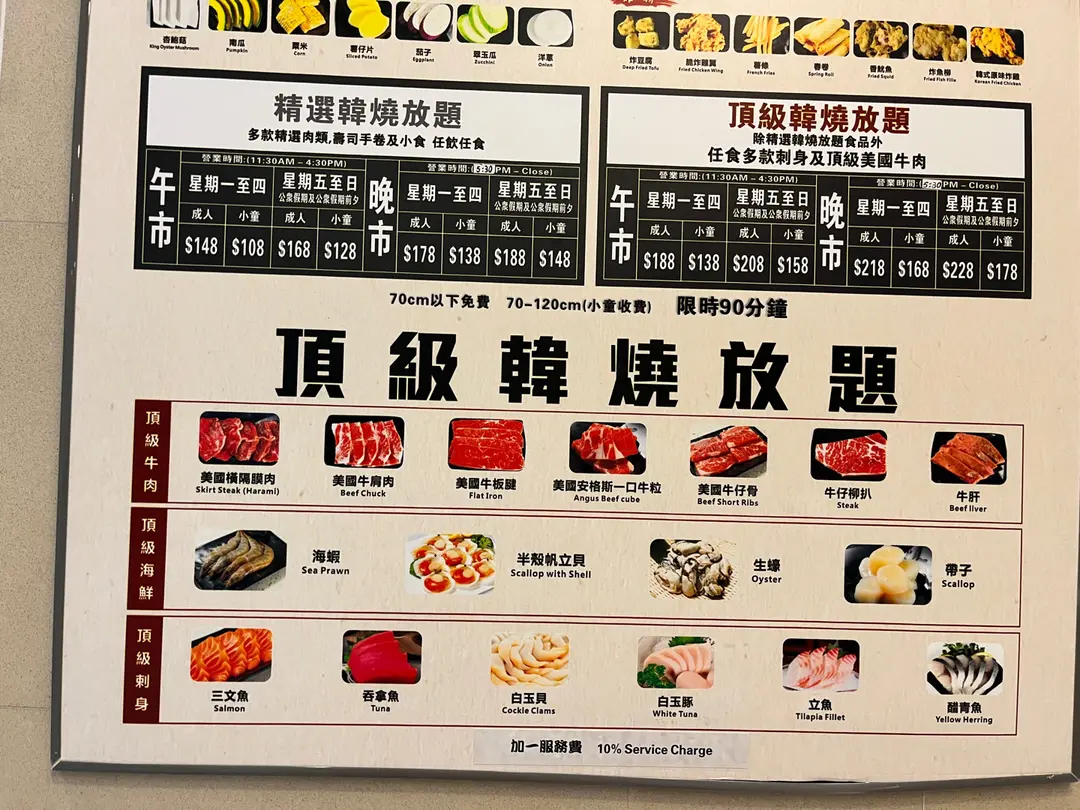 杏鮑菇
King Oyster Mushroom
南瓜
Pumpkin
粟米
Corn
薯仔片
Sliced Potato
茄子
Eggplant
翠玉瓜
Zucchini
洋蔥
Onion
炸豆腐
Deep Fried Tofu
脆炸雞翼
Fried Chicken Wing
薯條
French Fries
春卷
Spring Roll
香魷魚
Fried Squid
炸魚柳
Fried Fish Fille
韓式原味炸雞
Korean Fried Chicken
精選韓燒放題
多款精選肉類,壽司手卷及小食 任飲任食
午市
營業時間:(11:30AM – 4:30PM)
星期一至四
星期五至日
公眾假期及公眾假期前夕
成人 小童 成人 小童
$148 $108 $168 $128
晚市
營業時間:(5:30PM – Close)
星期一至四
星期五至日
公眾假期及公眾假期前夕
成人 小童 成人 小童
$178 $138 $188 $148
頂級韓燒放題
除精選韓燒放題食品外
任食多款刺身及頂級美國牛肉
午市
營業時間:(11:30AM – 4:30PM)
星期一至四
星期五至日
公眾假期及公眾假期前夕
成人 小童 成人 小童
$188 $138 $208 $158
晚市
營業時間:(5:30PM – Close)
星期一至四
星期五至日
公眾假期及公眾假期前夕
成人 小童 成人 小童
$218 $168 $228 $178
70cm以下免費 70-120cm(小童收費) 限時90分鐘
頂級韓燒放題
頂級牛肉
美國橫隔膜肉
Skirt Steak (Harami)
美國牛肩肉
Beef Chuck
美國牛板腱
Flat Iron
美國安格斯一口牛粒
Angus Beef cube
美國牛仔骨
Beef Short Ribs
牛仔柳扒
Steak
牛肝
Beef liver
頂級海鮮
海蝦
Sea Prawn
半殼帆立貝
Scallop with Shell
生蠔
Oyster
帶子
Scallop
頂級刺身
三文魚
Salmon
吞拿魚
Tuna
白玉貝
Cockle Clams
白玉豚
White Tuna
立魚
Tilapia Fillet
醋青魚
Yellow Herring
加一服務費 10% Service Charge